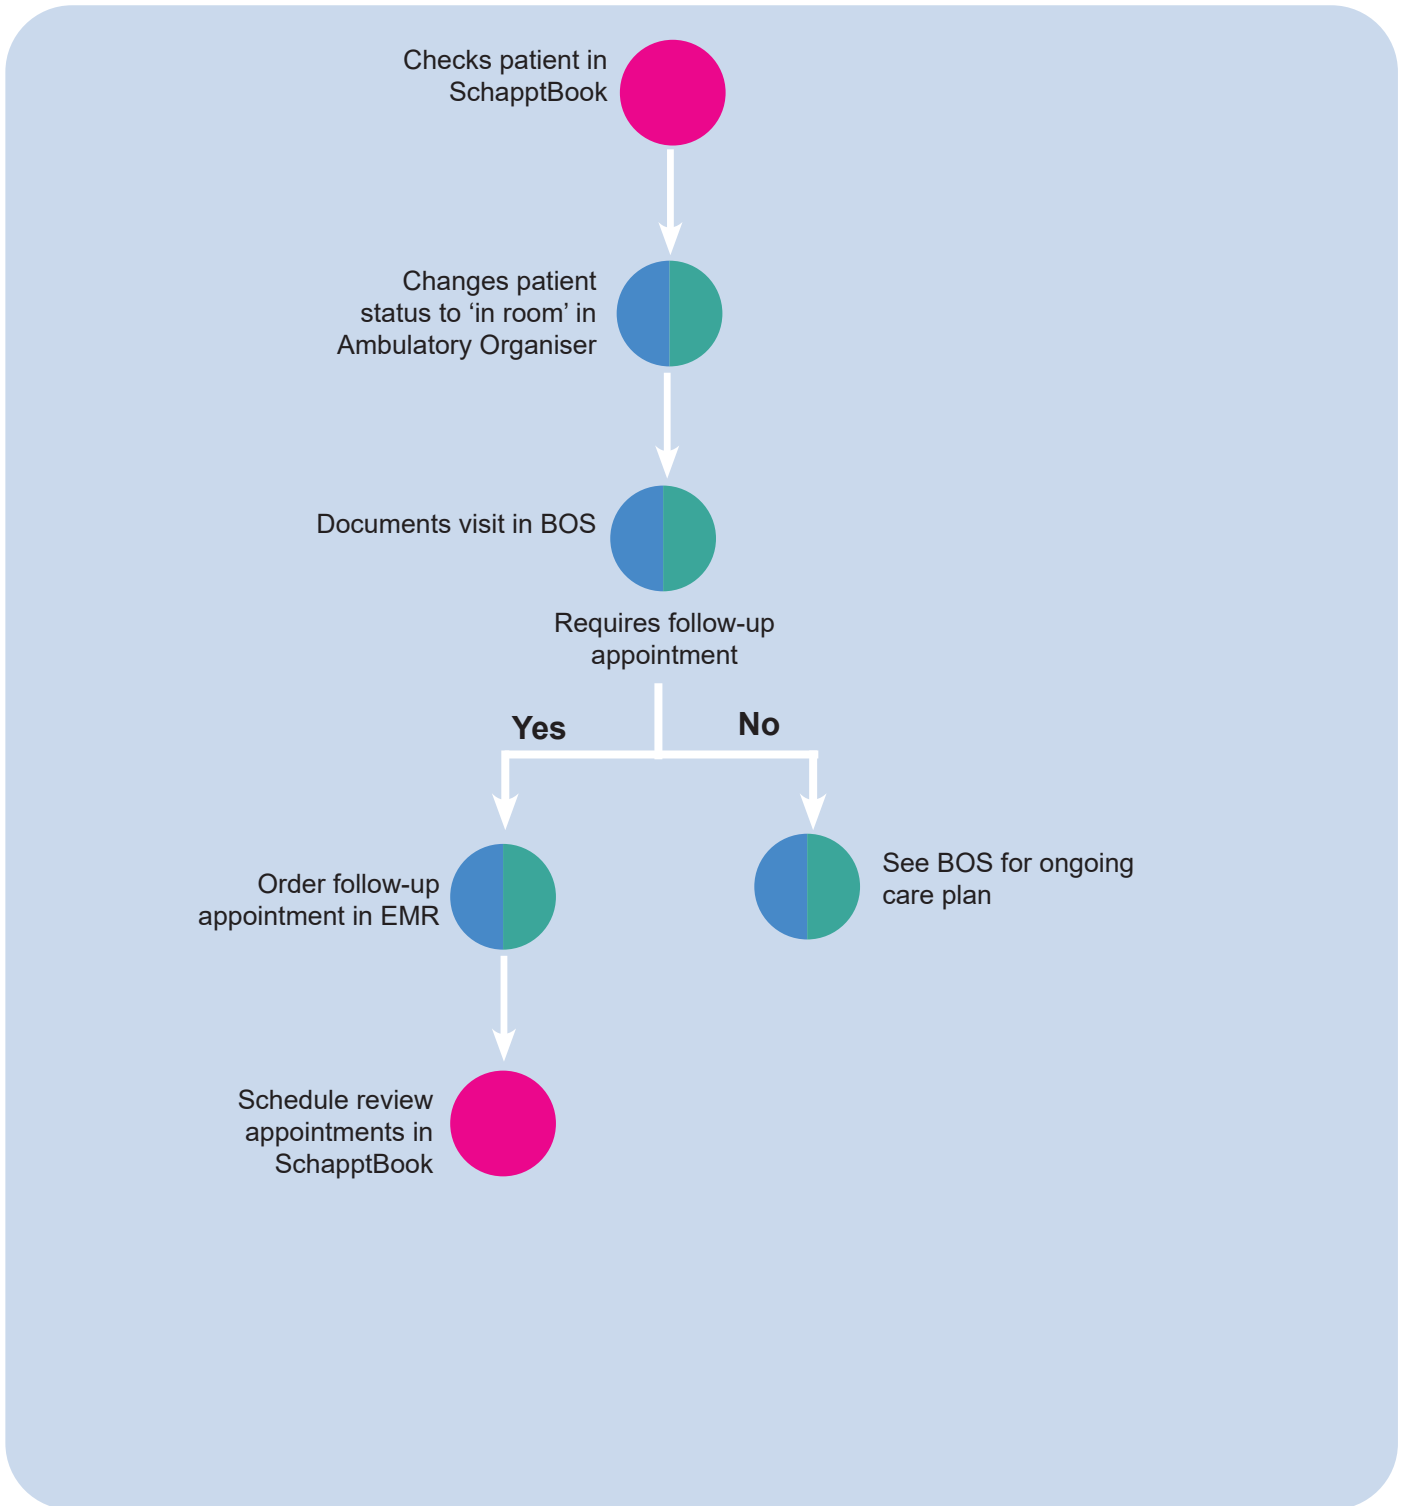 Checks patient in
SchapptBook
Changes patient
status to ‘in room’ in
Ambulatory Organiser
Documents visit in BOS
Requires follow-up
appointment
Yes
No
Order follow-up
appointment in EMR
See BOS for ongoing
care plan
Schedule review
appointments in
SchapptBook